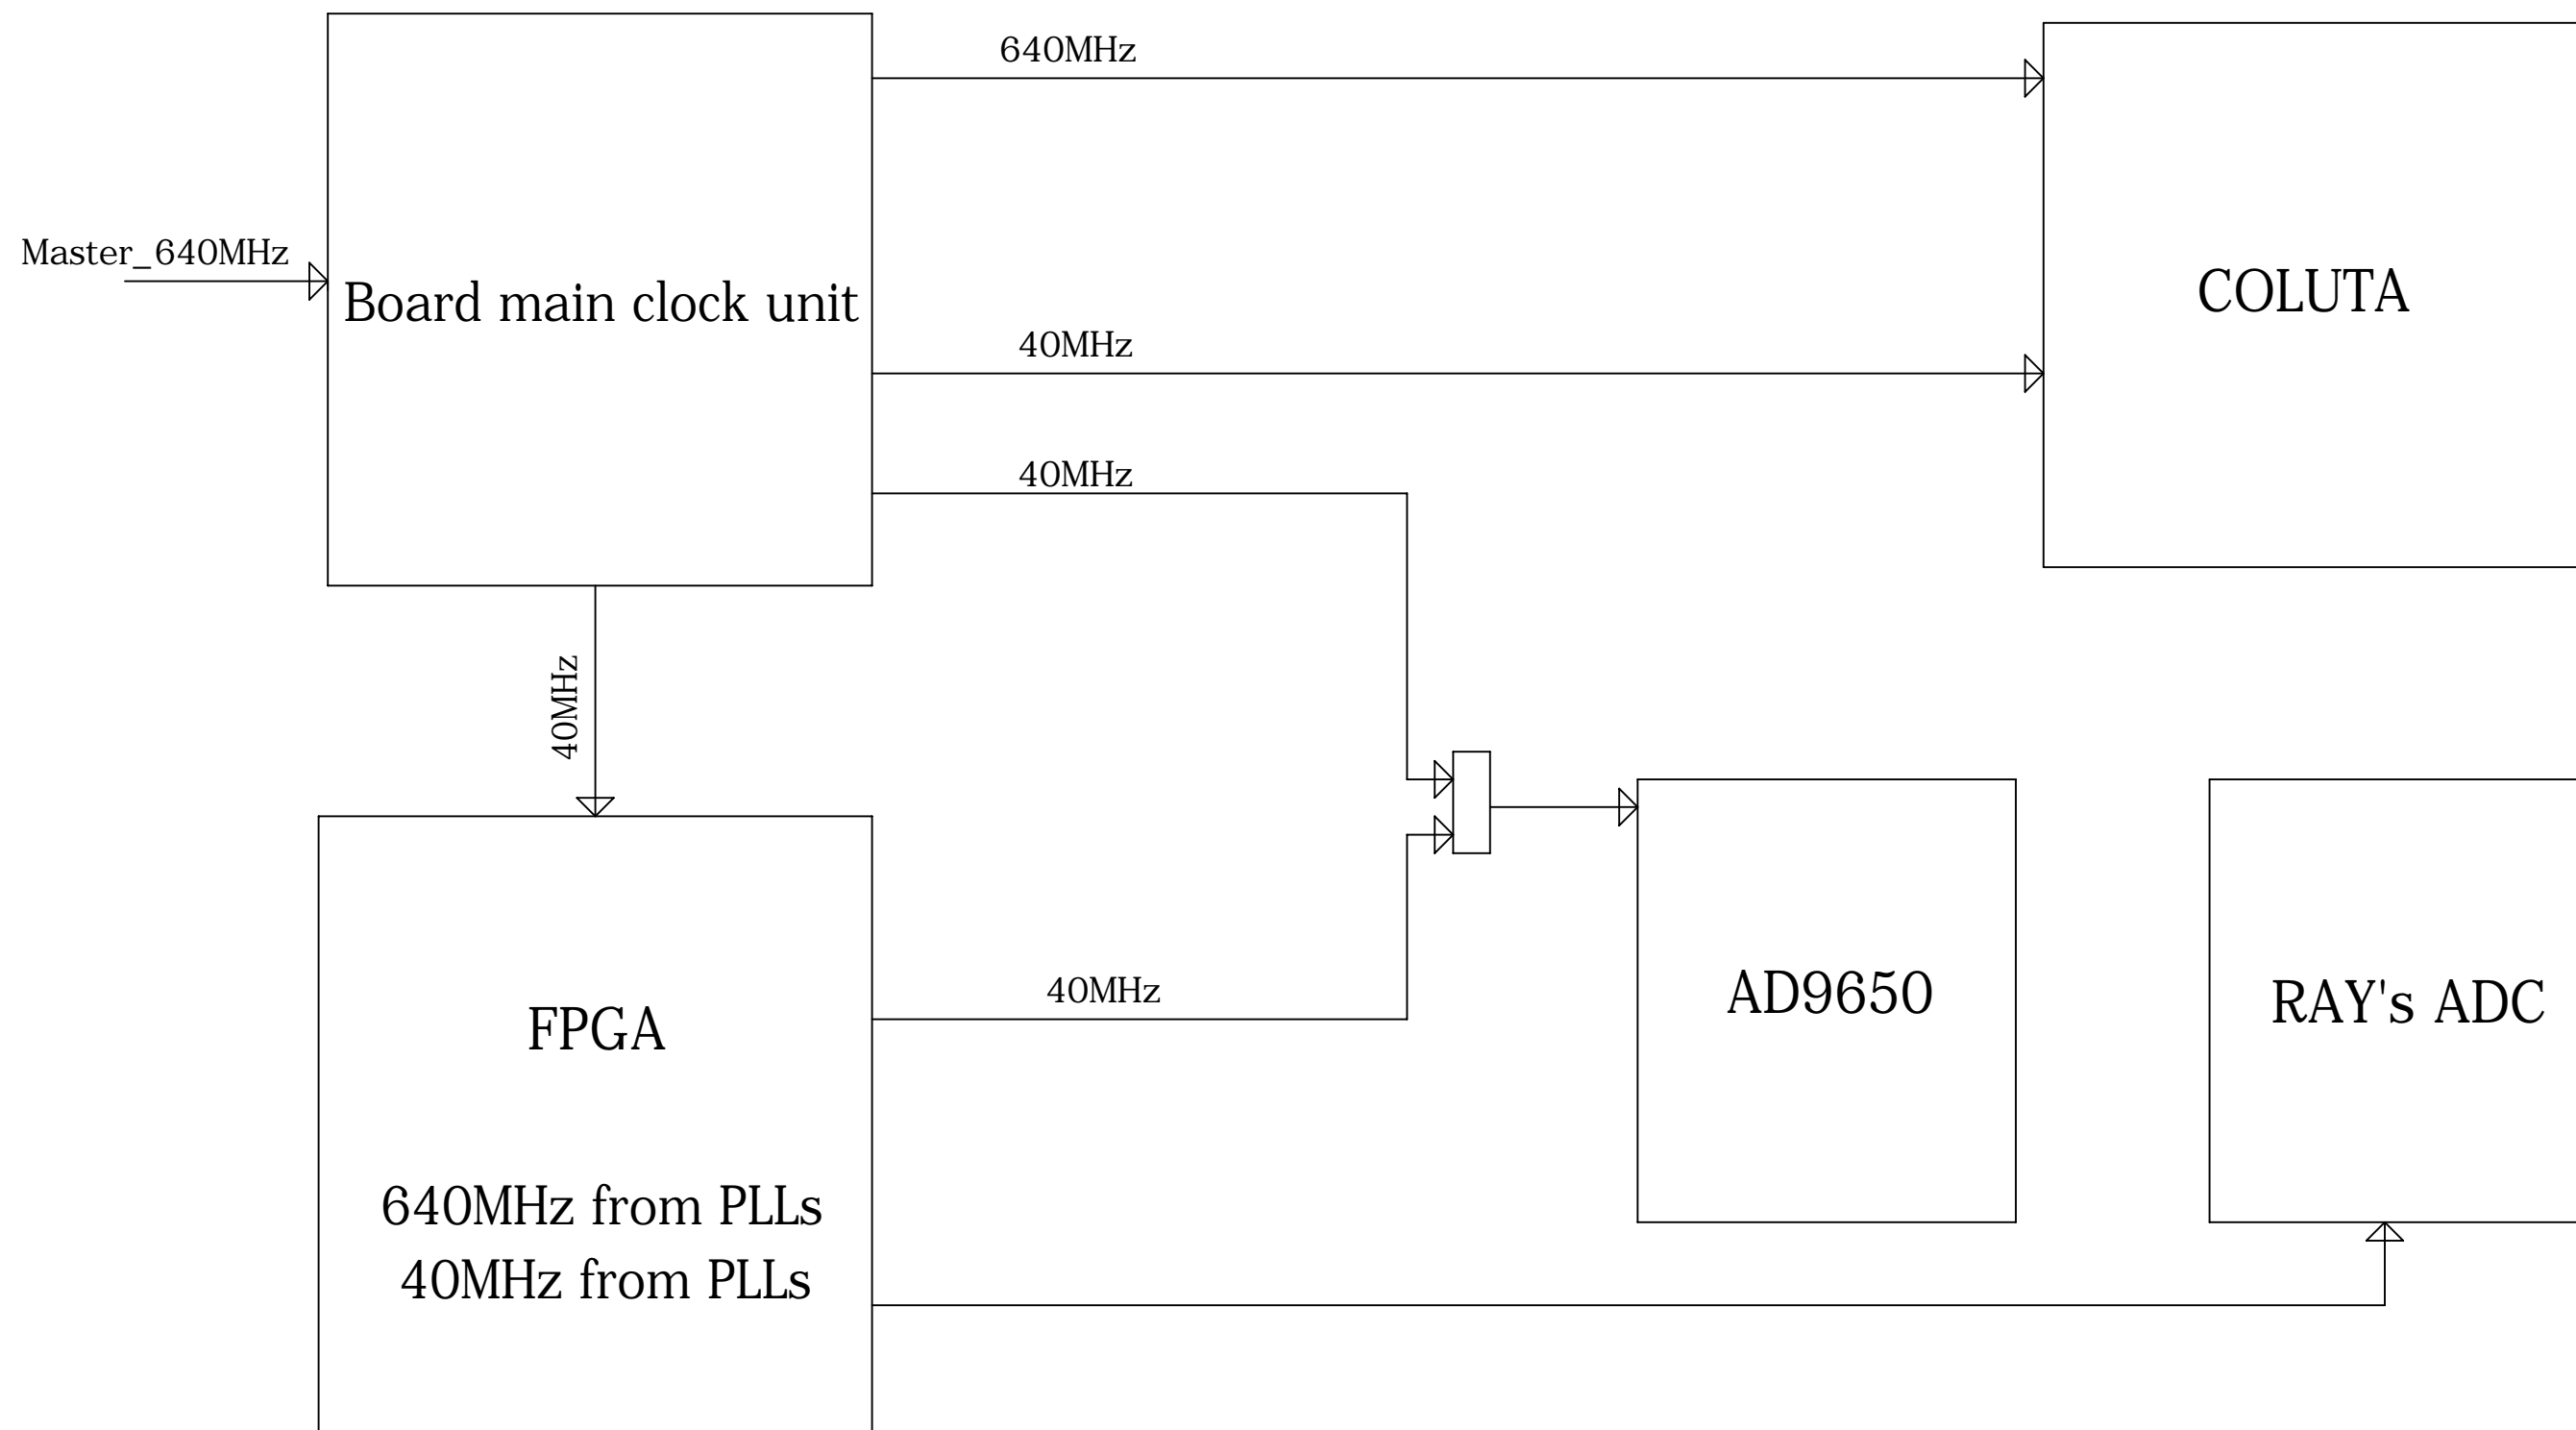 640MHz
Master_640MHz
Board main clock unit
COLUTA
40MHz
40MHz
40MHz
40MHz
AD9650
RAY's ADC
FPGA
640MHz from PLLs
40MHz from PLLs